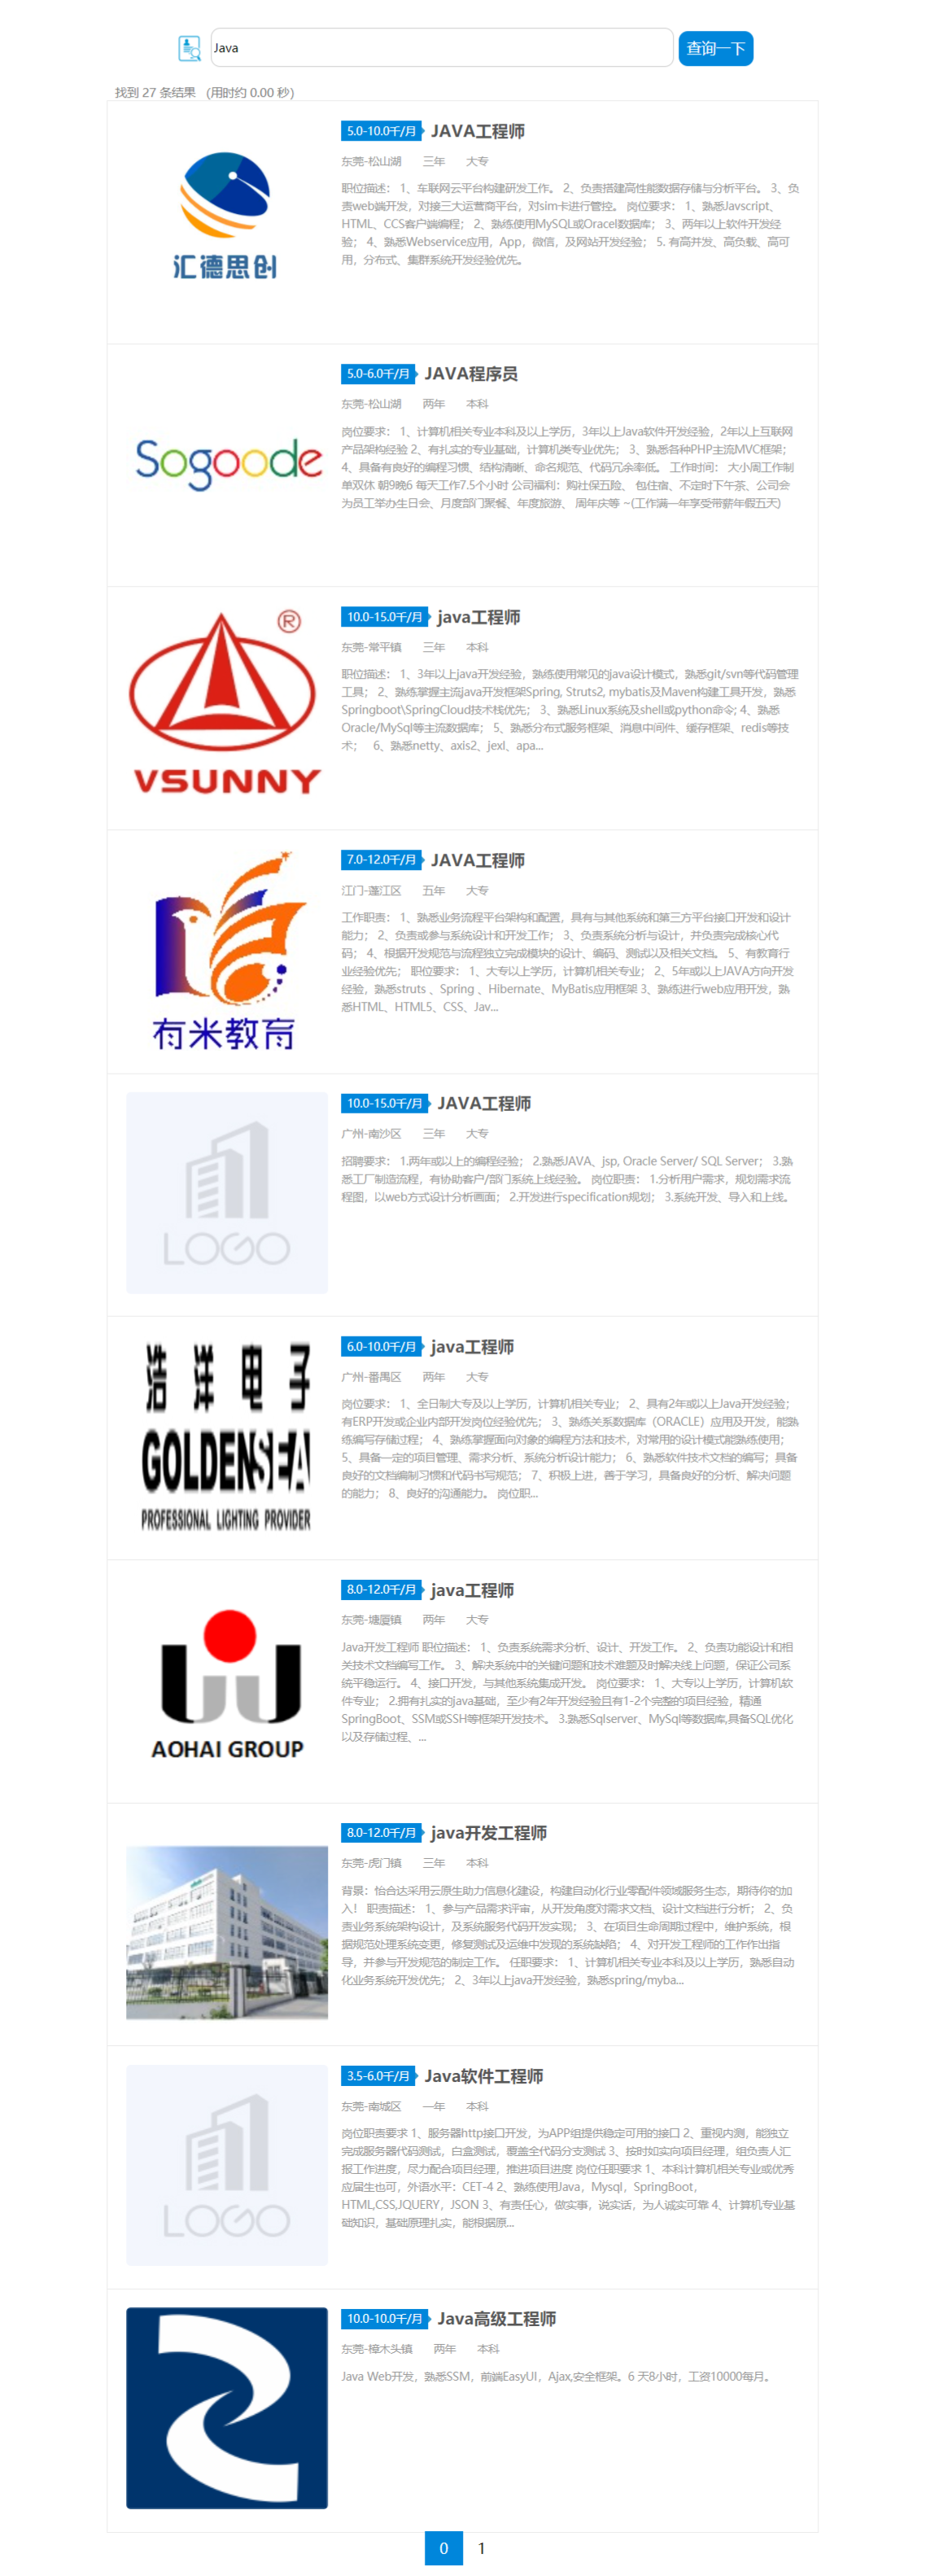 Java
查询一下
找到 27 条结果 (用时约 0.00 秒)
5.0-10.0千/月 JAVA工程师
东莞-松山湖 三年 大专
职位描述： 1、车联网云平台构建研发工作。 2、负责搭建高性能数据存储与分析平台。 3、负
责web端开发，对接三大运营商平台，对sim卡进行管控。 岗位要求： 1、熟悉Javscript、
HTML、CCS客户端编程； 2、熟练使用MySQL或Oracel数据库； 3、两年以上软件开发经
验； 4、熟悉Webservice应用，App，微信，及网站开发经验； 5. 有高并发、高负载、高可
用，分布式、集群系统开发经验优先。
汇德思创
5.0-6.0千/月 JAVA程序员
东莞-松山湖 两年 本科
岗位要求： 1、计算机相关专业本科及以上学历，3年以上Java软件开发经验，2年以上互联网
产品架构经验 2、有扎实的专业基础，计算机类专业优先； 3、熟悉各种PHP主流MVC框架；
4、具备有良好的编程习惯、结构清晰、命名规范、代码冗余率低。 工作时间： 大小周工作制
单双休 朝9晚6 每天工作7.5个小时 公司福利：购社保五险、 包住宿、不定时下午茶、公司会
为员工举办生日会、月度部门聚餐、年度旅游、 周年庆等 ~(工作满一年享受带薪年假五天)
Sogoode
10.0-15.0千/月 java工程师
东莞-常平镇 三年 本科
职位描述： 1、3年以上java开发经验，熟练使用常见的java设计模式，熟悉git/svn等代码管理
工具； 2、熟练掌握主流java开发框架Spring, Struts2, mybatis及Maven构建工具开发，熟悉
Springboot\SpringCloud技术栈优先； 3、熟悉Linux系统及shell或python命令; 4、熟悉
Oracle/MySql等主流数据库； 5、熟悉分布式服务框架、消息中间件、缓存框架、redis等技
术； 6、熟悉netty、axis2、jexl、apa...
®
VSUNNY
7.0-12.0千/月 JAVA工程师
江门-蓬江区 五年 大专
工作职责： 1、熟悉业务流程平台架构和配置，具有与其他系统和第三方平台接口开发和设计
能力； 2、负责或参与系统设计和开发工作； 3、负责系统分析与设计，并负责完成核心代
码； 4、根据开发规范与流程独立完成模块的设计、编码、测试以及相关文档。 5、有教育行
业经验优先； 职位要求： 1、大专以上学历，计算机相关专业； 2、5年或以上JAVA方向开发
经验，熟悉struts 、Spring 、Hibernate、MyBatis应用框架 3、熟练进行web应用开发，熟
悉HTML、HTML5、CSS、Jav...
有米教育
10.0-15.0千/月 JAVA工程师
广州-南沙区 三年 大专
招聘要求： 1.两年或以上的编程经验； 2.熟悉JAVA、jsp, Oracle Server/ SQL Server； 3.熟
悉工厂制造流程，有协助客户/部门系统上线经验。 岗位职责： 1.分析用户需求，规划需求流
程图，以web方式设计分析画面； 2.开发进行specification规划； 3.系统开发、导入和上线。
LOGO
6.0-10.0千/月 java工程师
广州-番禺区 两年 大专
岗位要求： 1、全日制大专及以上学历，计算机相关专业； 2、具有2年或以上Java开发经验；
有ERP开发或企业内部开发岗位经验优先； 3、熟练关系数据库（ORACLE）应用及开发，能熟
练编写存储过程； 4、熟练掌握面向对象的编程方法和技术，对常用的设计模式能熟练使用；
5、具备一定的项目管理、需求分析、系统分析设计能力； 6、熟悉软件技术文档的编写；具备
良好的文档编制习惯和代码书写规范； 7、积极上进，善于学习，具备良好的分析、解决问题
的能力； 8、良好的沟通能力。 岗位职...
浩洋电子
GOLDENSEA
PROFESSIONAL LIGHTING PROVIDER
8.0-12.0千/月 java工程师
东莞-塘厦镇 两年 大专
Java开发工程师 职位描述： 1、负责系统需求分析、设计、开发工作。 2、负责功能设计和相
关技术文档编写工作。 3、解决系统中的关键问题和技术难题及时解决线上问题，保证公司系
统平稳运行。 4、接口开发，与其他系统集成开发。 岗位要求： 1、大专以上学历，计算机软
件专业； 2.拥有扎实的java基础，至少有2年开发经验且有1-2个完整的项目经验，精通
SpringBoot、SSM或SSH等框架开发技术。 3.熟悉Sqlserver、MySql等数据库,具备SQL优化
以及存储过程、...
AOHAI GROUP
8.0-12.0千/月 java开发工程师
东莞-虎门镇 三年 本科
背景：怡合达采用云原生助力信息化建设，构建自动化行业零配件领域服务生态，期待你的加
入！ 职责描述： 1、参与产品需求评审，从开发角度对需求文档、设计文档进行分析； 2、负
责业务系统架构设计，及系统服务代码开发实现； 3、在项目生命周期过程中，维护系统，根
据规范处理系统变更，修复测试及运维中发现的系统缺陷； 4、对开发工程师的工作作出指
导，并参与开发规范的制定工作。 任职要求： 1、计算机相关专业本科及以上学历，熟悉自动
化业务系统开发优先； 2、3年以上java开发经验，熟悉spring/myba...
3.5-6.0千/月 Java软件工程师
东莞-南城区 一年 本科
岗位职责要求 1、服务器http接口开发，为APP组提供稳定可用的接口 2、重视内测，能独立
完成服务器代码测试，白盒测试，覆盖全代码分支测试 3、按时如实向项目经理，组负责人汇
报工作进度，尽力配合项目经理，推进项目进度 岗位任职要求 1、本科计算机相关专业或优秀
应届生也可，外语水平：CET-4 2、熟练使用Java，Mysql，SpringBoot，
HTML,CSS,JQUERY，JSON 3、有责任心，做实事，说实话，为人诚实可靠 4、计算机专业基
础知识，基础原理扎实，能根据原...
LOGO
10.0-10.0千/月 Java高级工程师
东莞-樟木头镇 两年 本科
Java Web开发，熟悉SSM，前端EasyUI，Ajax,安全框架。6 天8小时，工资10000每月。
0 1